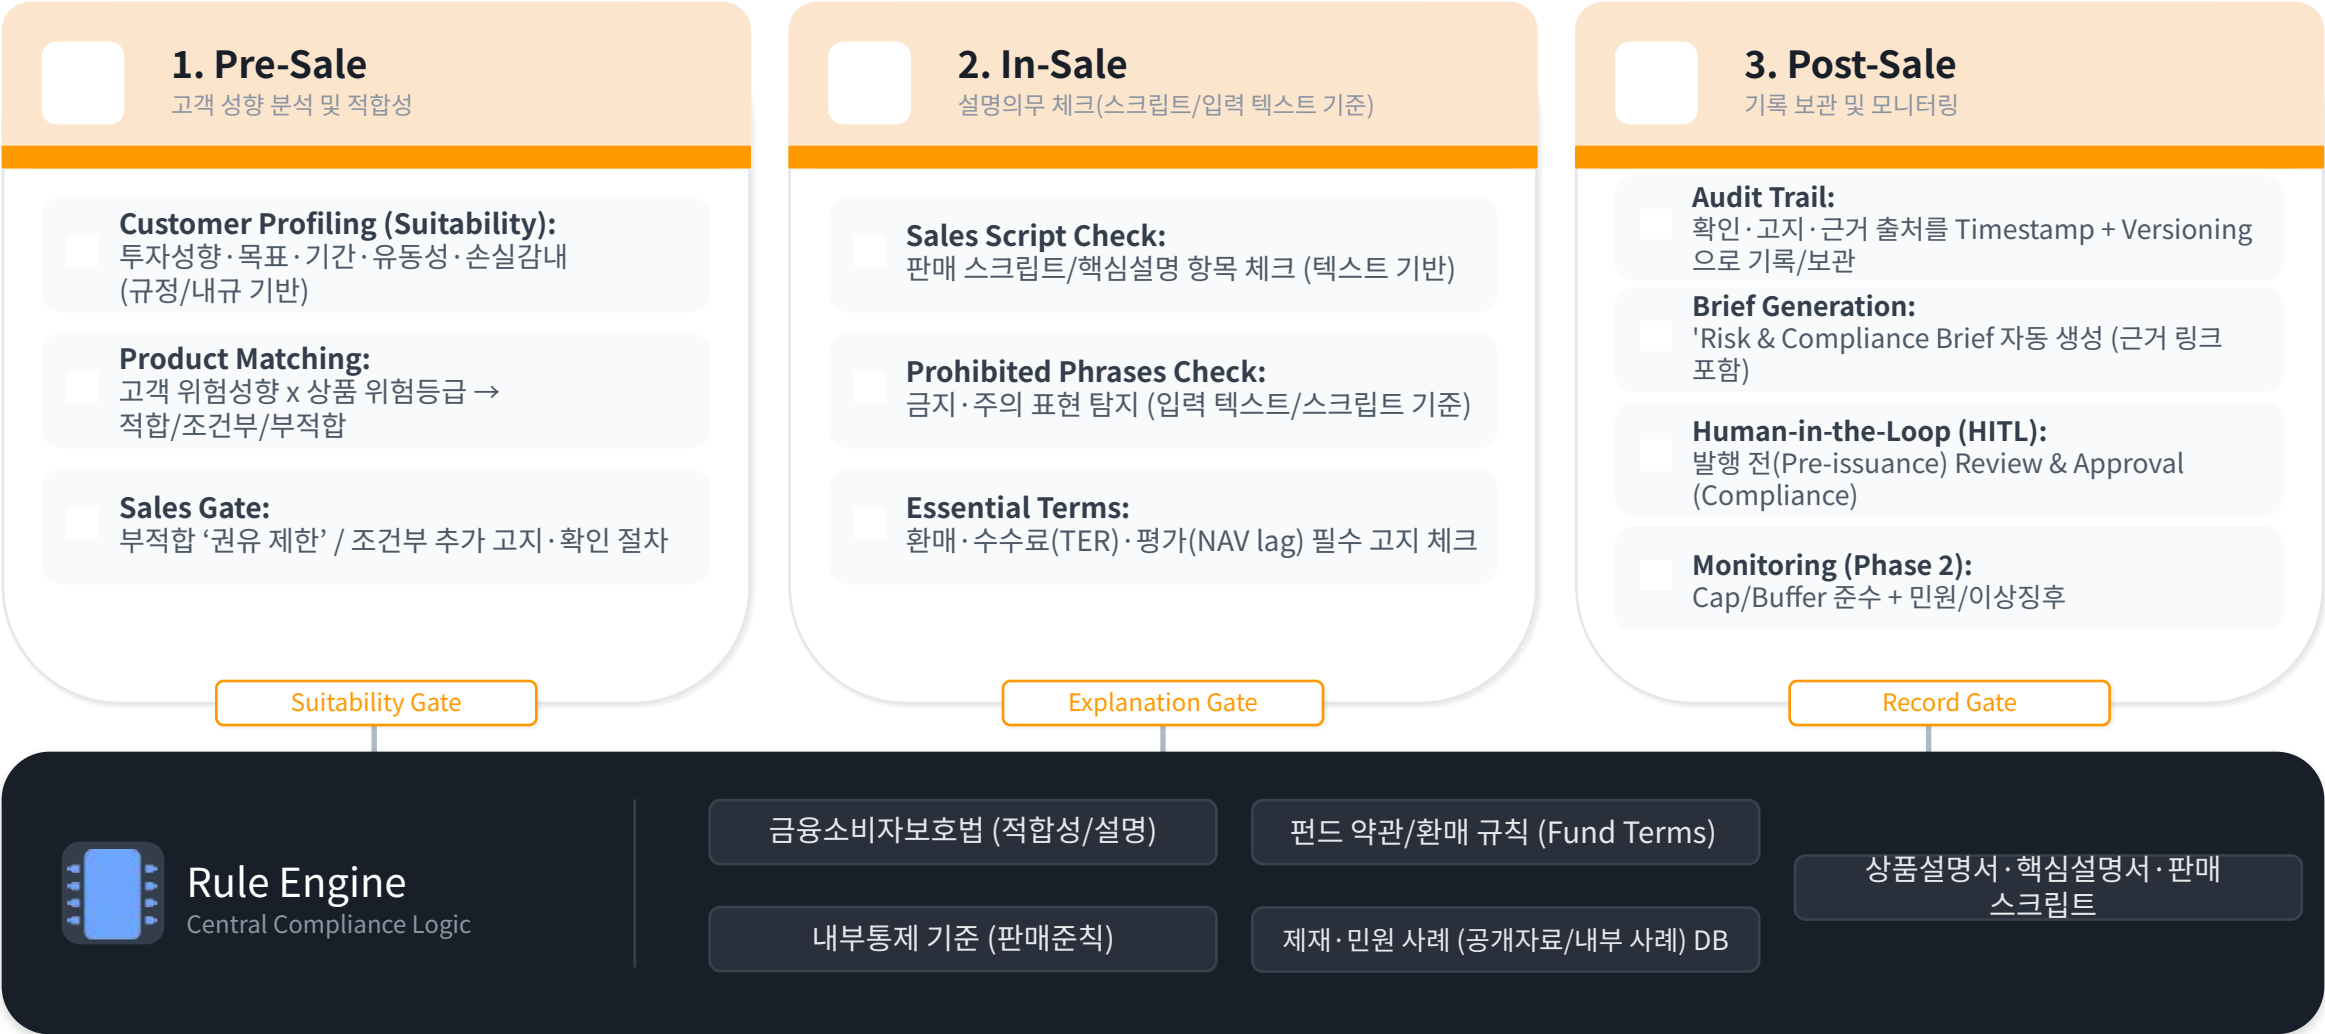 1. Pre-Sale
고객 성향 분석 및 적합성
Customer Profiling (Suitability):
투자성향·목표·기간·유동성·손실감내
(규정/내규 기반)
Product Matching:
고객 위험성향 x 상품 위험등급 →
적합/조건부/부적합
Sales Gate:
부적합 ‘권유 제한’ / 조건부 추가 고지·확인 절차
Suitability Gate
2. In-Sale
설명의무 체크(스크립트/입력 텍스트 기준)
Sales Script Check:
판매 스크립트/핵심설명 항목 체크 (텍스트 기반)
Prohibited Phrases Check:
금지·주의 표현 탐지 (입력 텍스트/스크립트 기준)
Essential Terms:
환매·수수료(TER)·평가(NAV lag) 필수 고지 체크
Explanation Gate
3. Post-Sale
기록 보관 및 모니터링
Audit Trail:
확인·고지·근거 출처를 Timestamp + Versioning
으로 기록/보관
Brief Generation:
'Risk & Compliance Brief 자동 생성 (근거 링크
포함)
Human-in-the-Loop (HITL):
발행 전(Pre-issuance) Review & Approval
(Compliance)
Monitoring (Phase 2):
Cap/Buffer 준수 + 민원/이상징후
Record Gate
Rule Engine
Central Compliance Logic
금융소비자보호법 (적합성/설명)
펀드 약관/환매 규칙 (Fund Terms)
내부통제 기준 (판매준칙)
제재·민원 사례 (공개자료/내부 사례) DB
상품설명서·핵심설명서·판매
스크립트